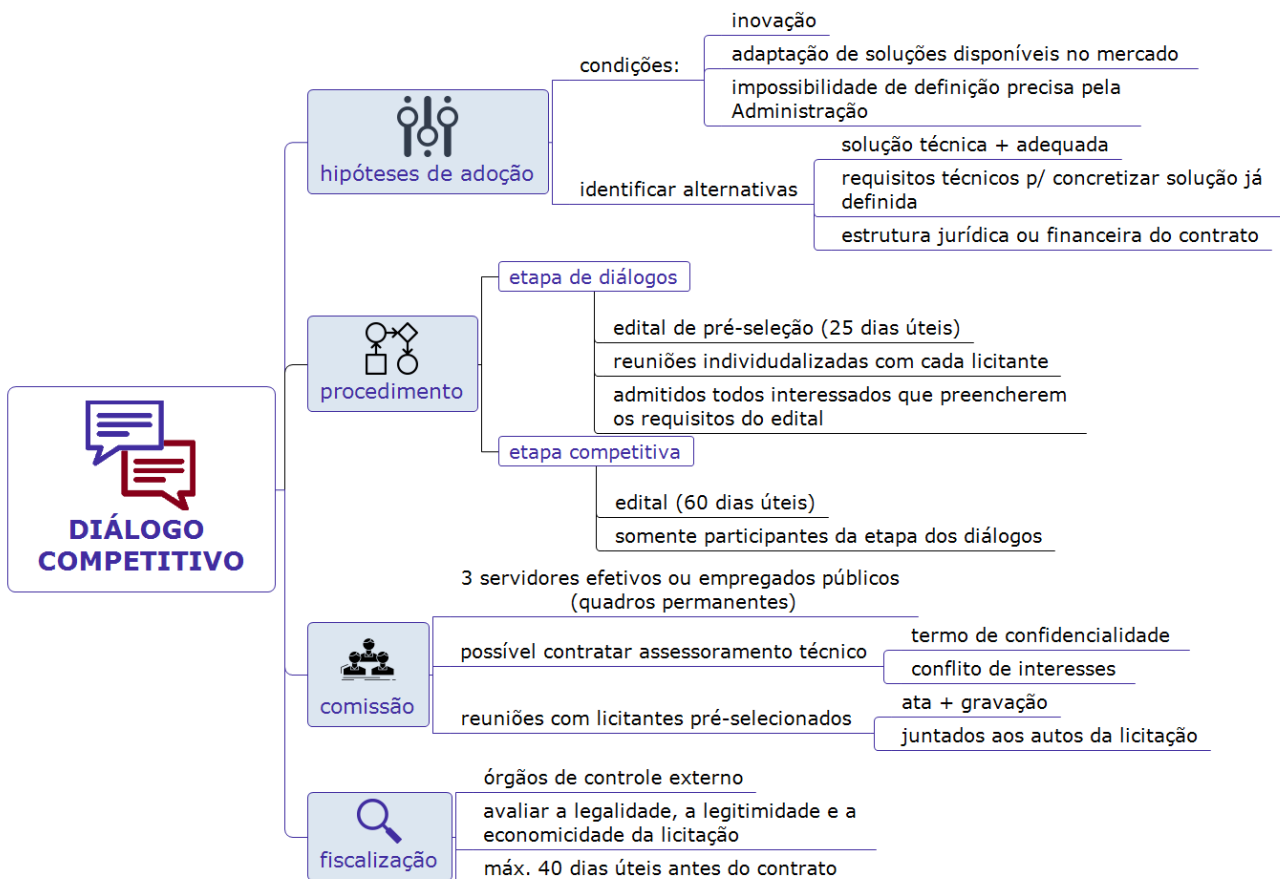 DIÁLOGO
COMPETITIVO
hipóteses de adoção
condições:
inovação
adaptação de soluções disponíveis no mercado
impossibilidade de definição precisa pela
Administração
identificar alternativas
solução técnica + adequada
requisitos técnicos p/ concretizar solução já
definida
estrutura jurídica ou financeira do contrato
procedimento
etapa de diálogos
edital de pré-seleção (25 dias úteis)
reuniões individudalizadas com cada licitante
admitidos todos interessados que preencherem
os requisitos do edital
etapa competitiva
edital (60 dias úteis)
somente participantes da etapa dos diálogos
comissão
3 servidores efetivos ou empregados públicos
(quadros permanentes)
possível contratar assessoramento técnico
termo de confidencialidade
conflito de interesses
reuniões com licitantes pré-selecionados
ata + gravação
juntados aos autos da licitação
fiscalização
órgãos de controle externo
avaliar a legalidade, a legitimidade e a
economicidade da licitação
máx. 40 dias úteis antes do contrato